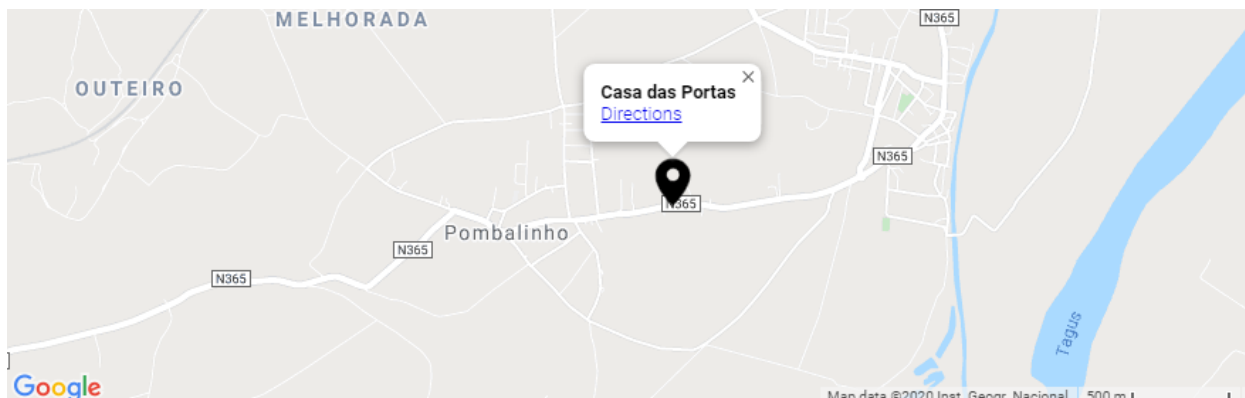 MELHORADA
N365
OUTEIRO
Casa das Portas
Directions
N365
N365
Pombalinho
N365
N365
Tagus
Google
Map data ©2020 Inst. Geogr. Nacional
500 m